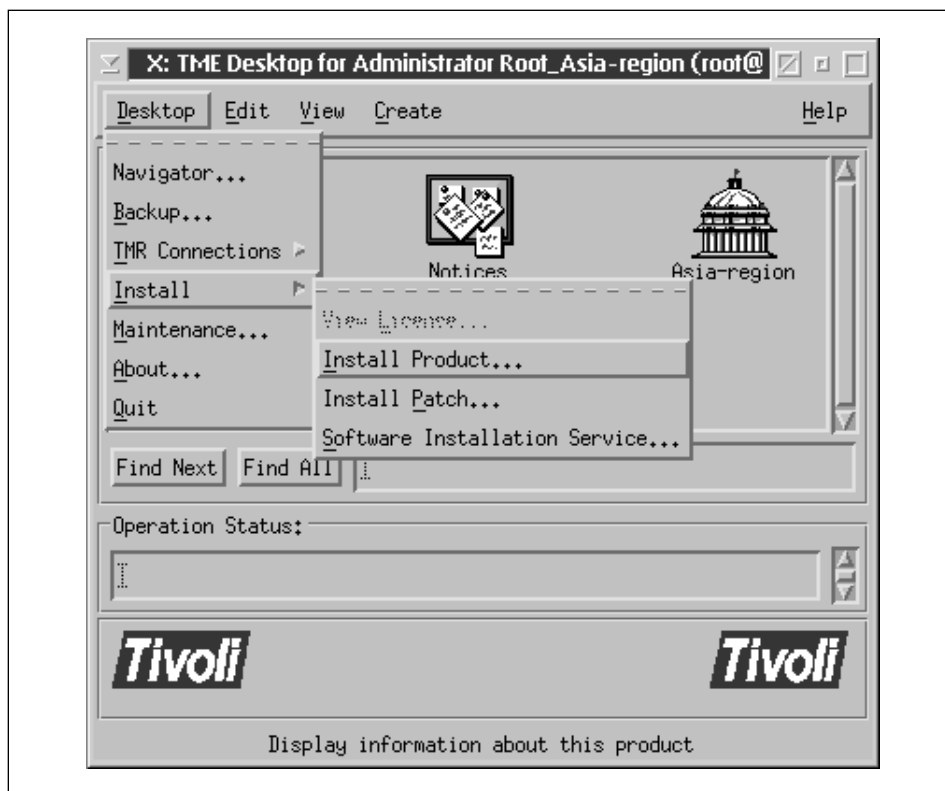 X: TME Desktop for Administrator Root_Asia-region (root@
Desktop Edit View Create Help
Navigator...
Backup...
TMR Connections
Install
Maintenance...
About...
Quit
Notices
Asia-region
View License...
Install Product...
Install Patch...
Software Installation Service...
Find Next Find All
Operation Status:
Tivoli Tivoli
Display information about this product